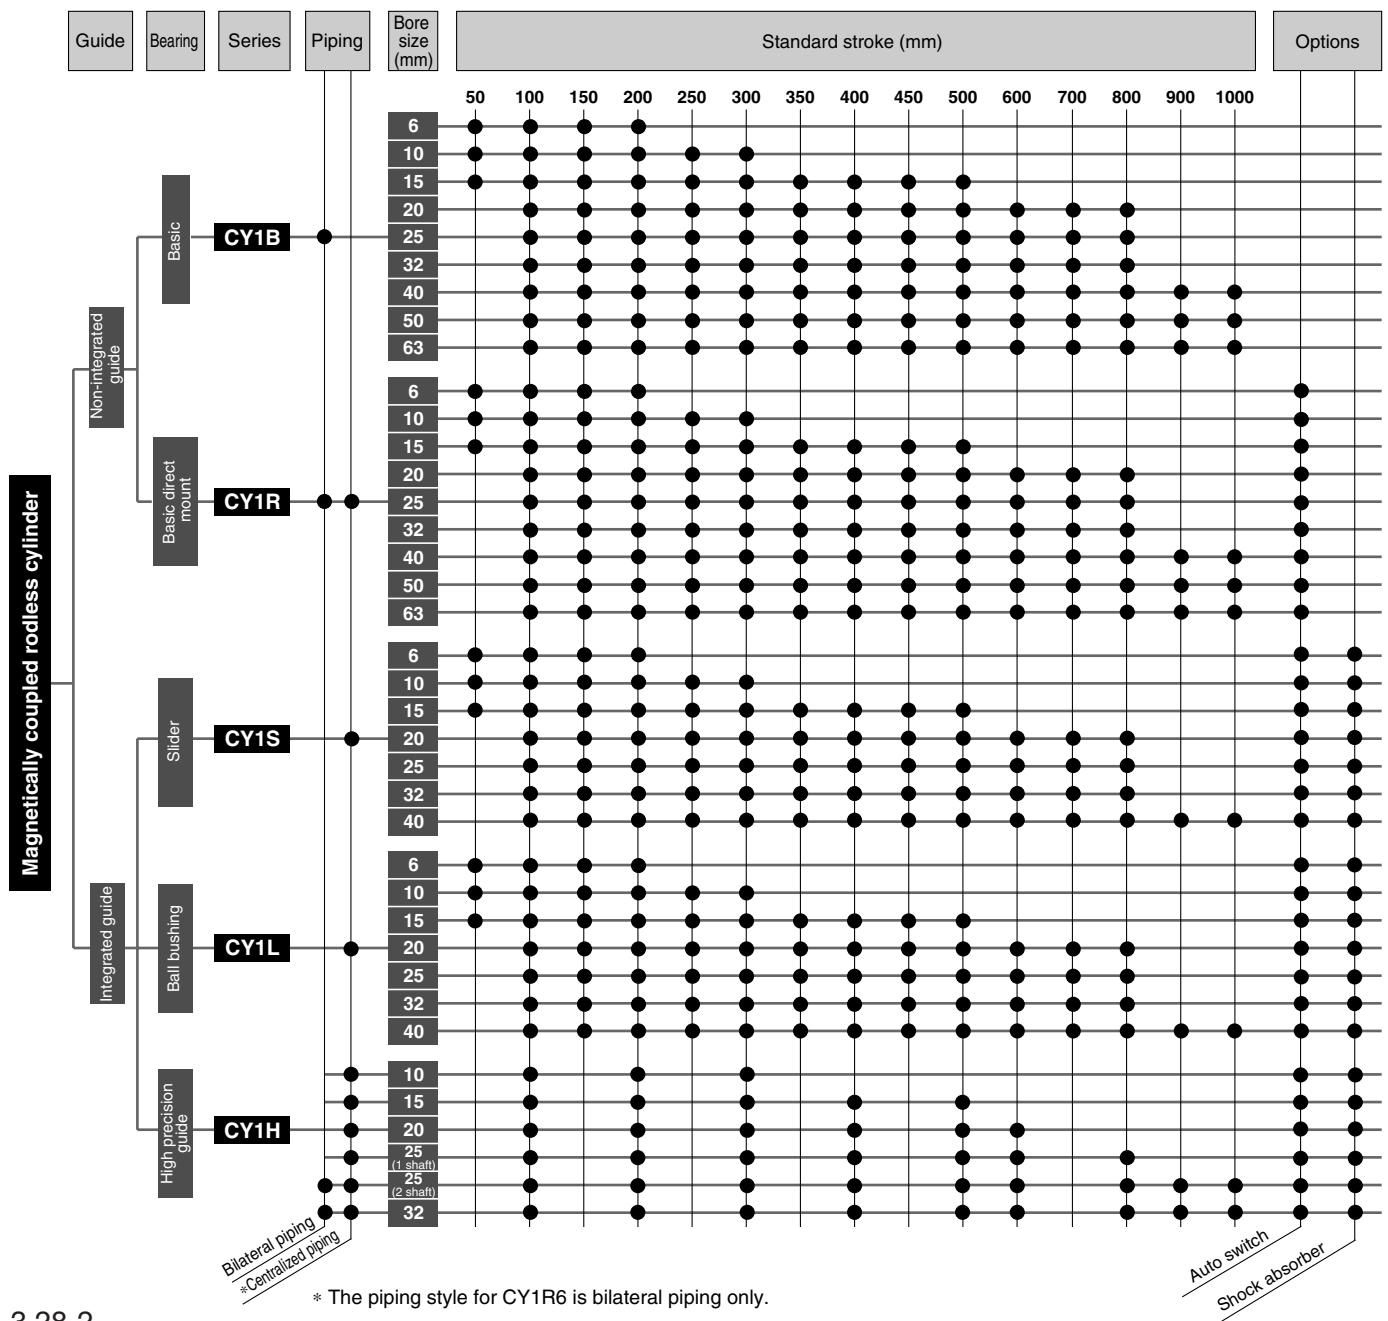 Guide
Bearing
Series
Piping
Bore
size
(mm)
Standard stroke (mm)
Options
50 100 150 200 250 300 350 400 450 500 600 700 800 900 1000
Magnetically coupled rodless cylinder
Non-integrated
guide
Basic
CY1B
6
10
15
20
25
32
40
50
63
Basic direct
mount
CY1R
6
10
15
20
25
32
40
50
63
Integrated guide
Slider
CY1S
6
10
15
20
25
32
40
Ball bushing
CY1L
6
10
15
20
25
32
40
High precision
guide
CY1H
10
15
20
25
(1 shaft)
25
(2 shaft)
32
Bilateral piping
*Centralized piping
Auto switch
Shock absorber
* The piping style for CY1R6 is bilateral piping only.